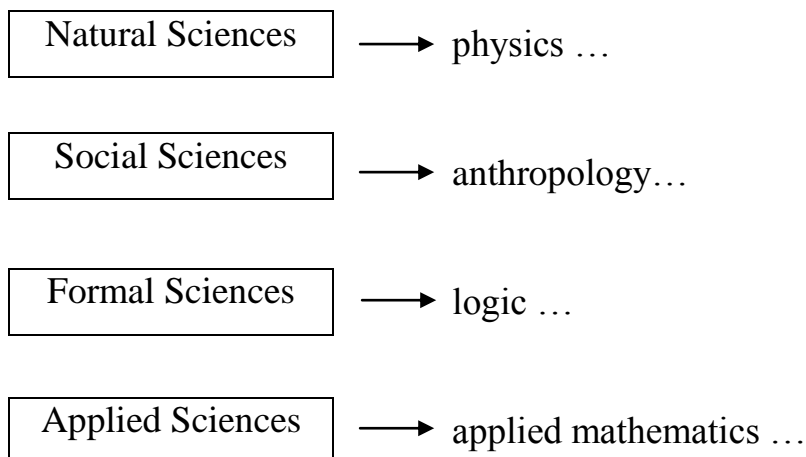 Natural Sciences
physics …
Social Sciences
anthropology…
Formal Sciences
logic …
Applied Sciences
applied mathematics …